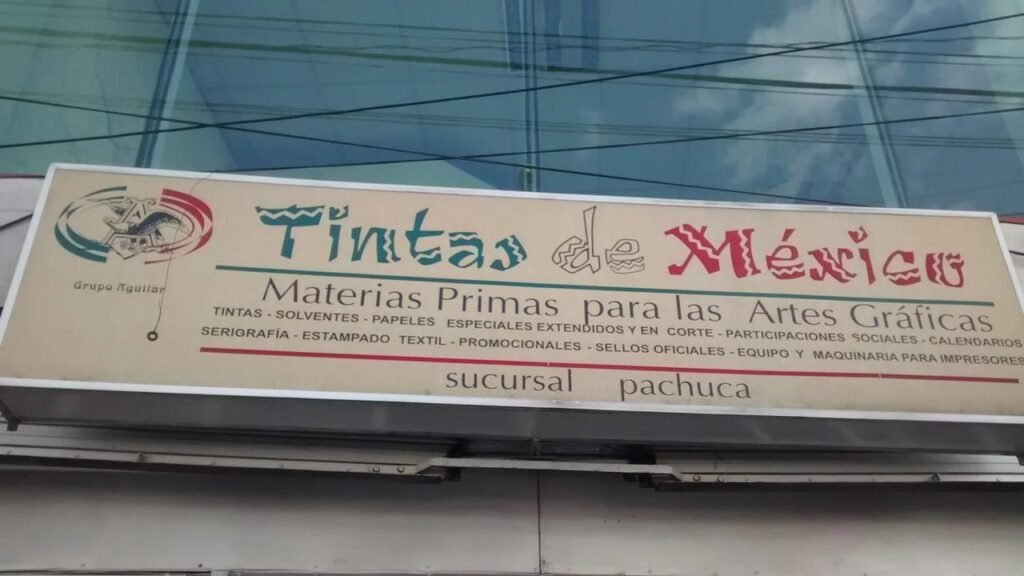 Tintas de México
Grupo Aguilar
Materias Primas para las Artes Gráficas
TINTAS - SOLVENTES - PAPELES ESPECIALES EXTENDIDOS Y EN CORTE - PARTICIPACIONES SOCIALES - CALENDARIOS
SERIGRAFÍA - ESTAMPADO TEXTIL - PROMOCIONALES - SELLOS OFICIALES - EQUIPO Y MAQUINARIA PARA IMPRESORES
sucursal pachuca